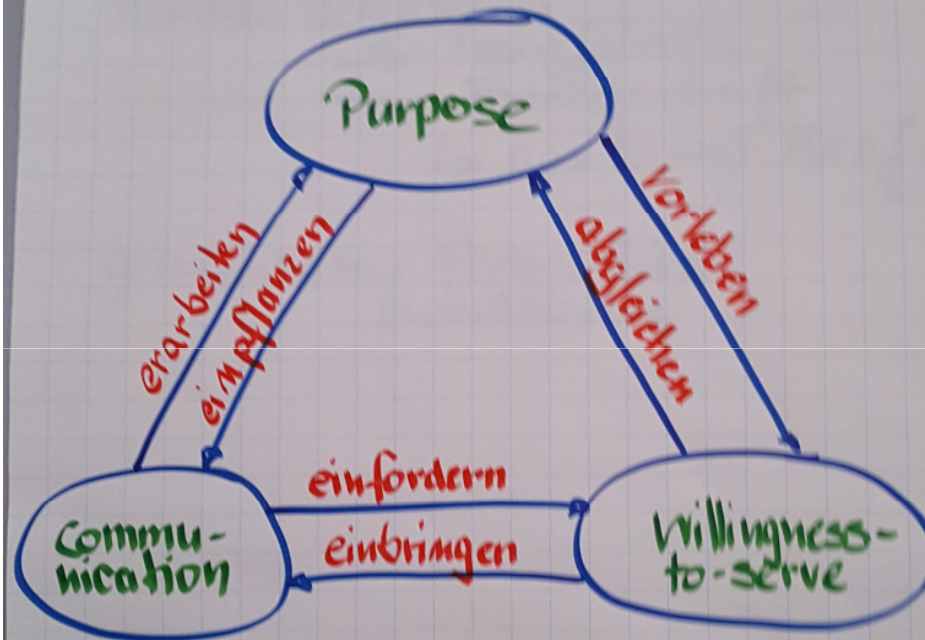 Purpose
vorleben
abgleichen
erarbeiten
einpflanzen
einfordern
einbringen
Commu-
nication
Willingness-
to-serve